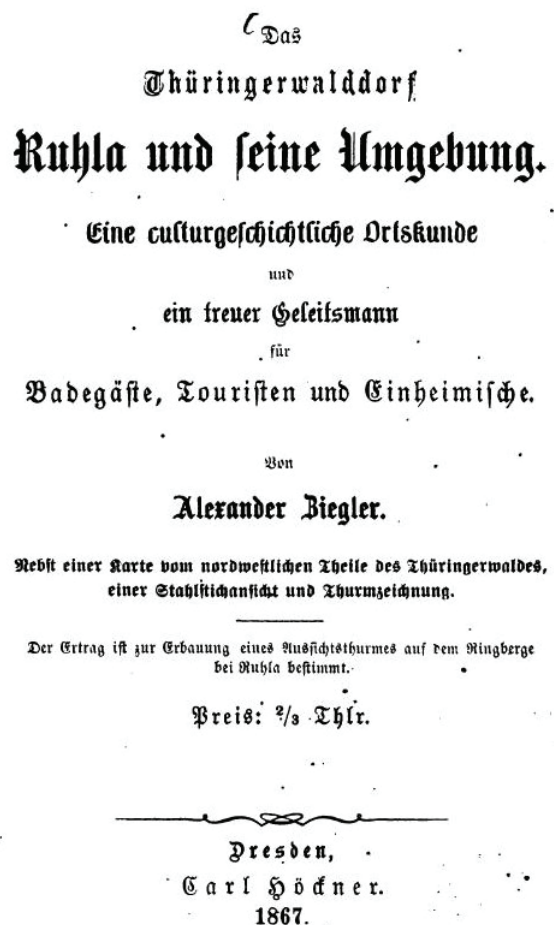 Das
Thüringerwalddorf
Ruhla und seine Umgebung.
Eine culturgeschichtliche Ortskunde
und
ein treuer Geleitsmann
für
Badegäste, Touristen und Einheimische.
Von
Alexander Ziegler.
Nebst einer Karte vom nordwestlichen Theile des Thüringerwaldes,
einer Stahlstichansicht und Thurmzeichnung.
Der Ertrag ist zur Erbauung eines Aussichtsthurmes auf dem Ringberge
bei Ruhla bestimmt.
Preis: 2/3 Thlr.
Dresden,
Carl Höckner.
1867.